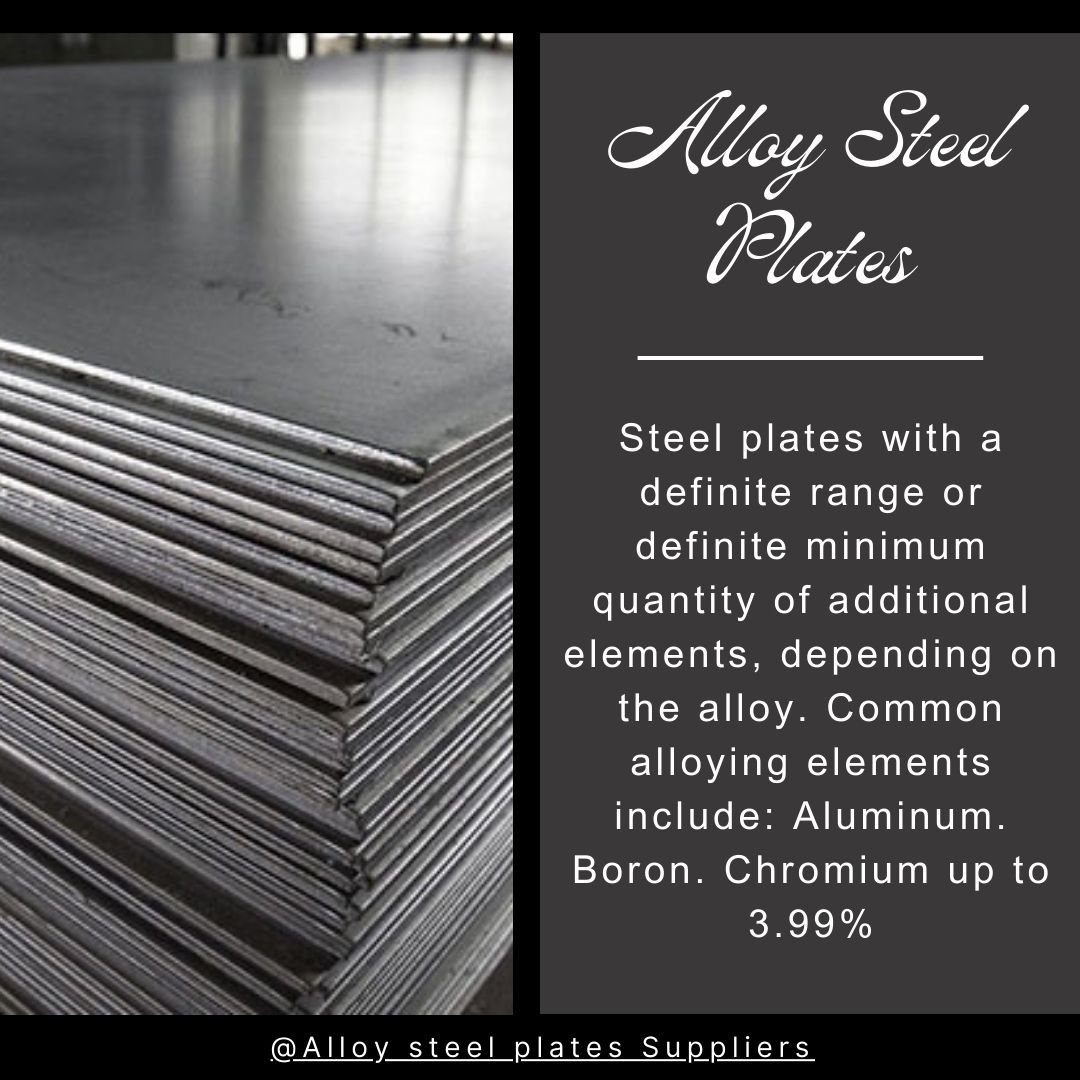 Alloy Steel
Plates
Steel plates with a
definite range or
definite minimum
quantity of additional
elements, depending on
the alloy. Common
alloying elements
include: Aluminum.
Boron. Chromium up to
3.99%
@Alloy steel plates Suppliers